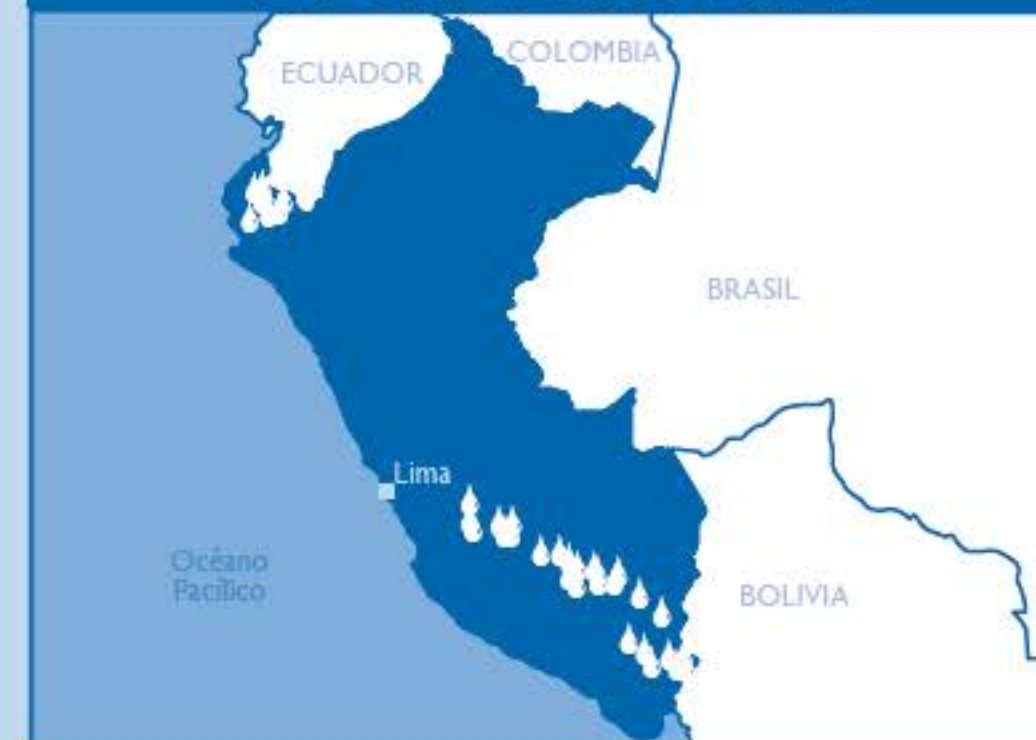 ECUADOR
COLOMBIA
BRASIL
Lima
Océano
Pacífico
BOLIVIA